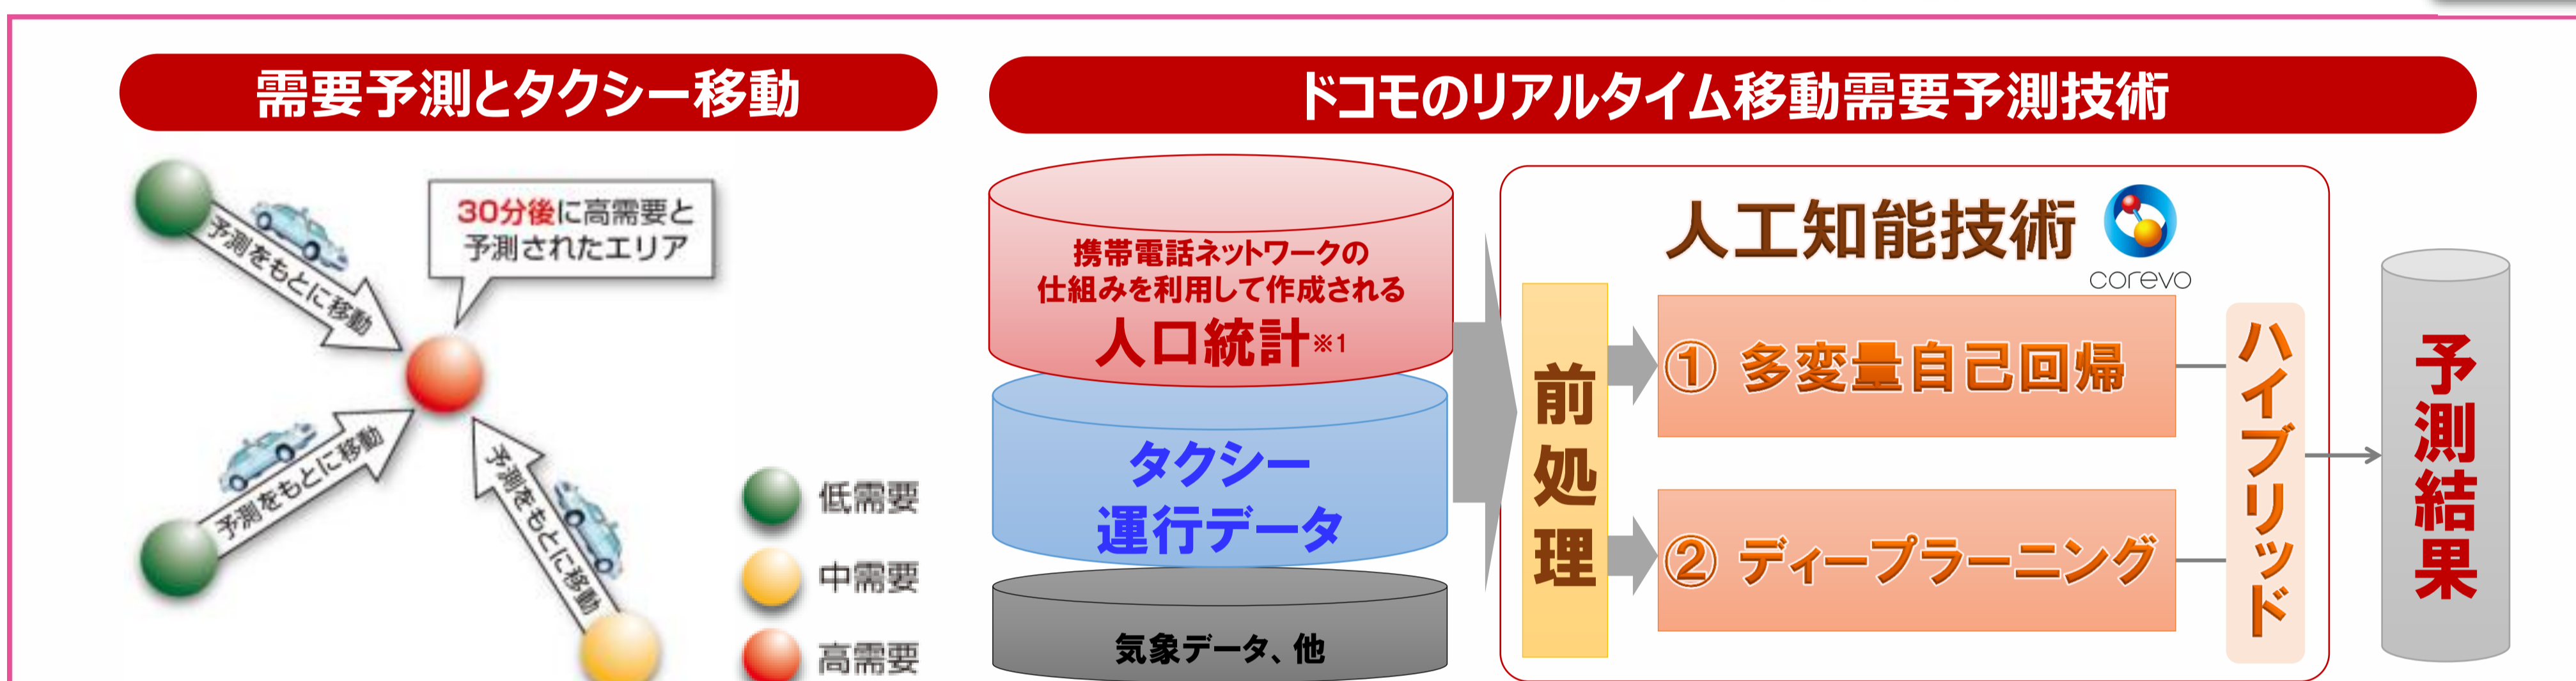 需要予測とタクシー移動
30分後に高需要と
予測されたエリア
予測をもとに移動
予測をもとに移動
予測をもとに移動
低需要
中需要
高需要
ドコモのリアルタイム移動需要予測技術
携帯電話ネットワークの
仕組みを利用して作成される
人口統計※1
タクシー
運行データ
気象データ、他
人工知能技術
corevo
前処理
① 多変量自己回帰
② ディープラーニング
ハイブリッド
予測結果